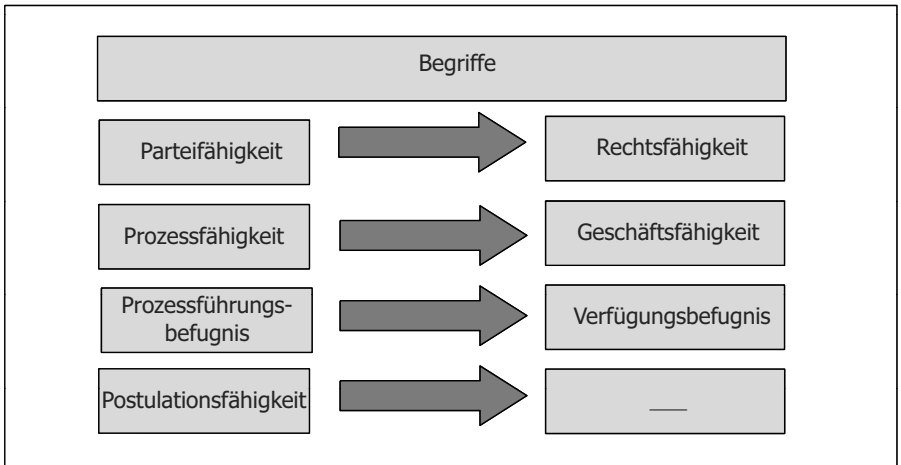 Begriffe
Parteifähigkeit
Rechtsfähigkeit
Prozessfähigkeit
Geschäftsfähigkeit
Prozessführungs-
befugnis
Verfügungsbefugnis
Postulationsfähigkeit
___